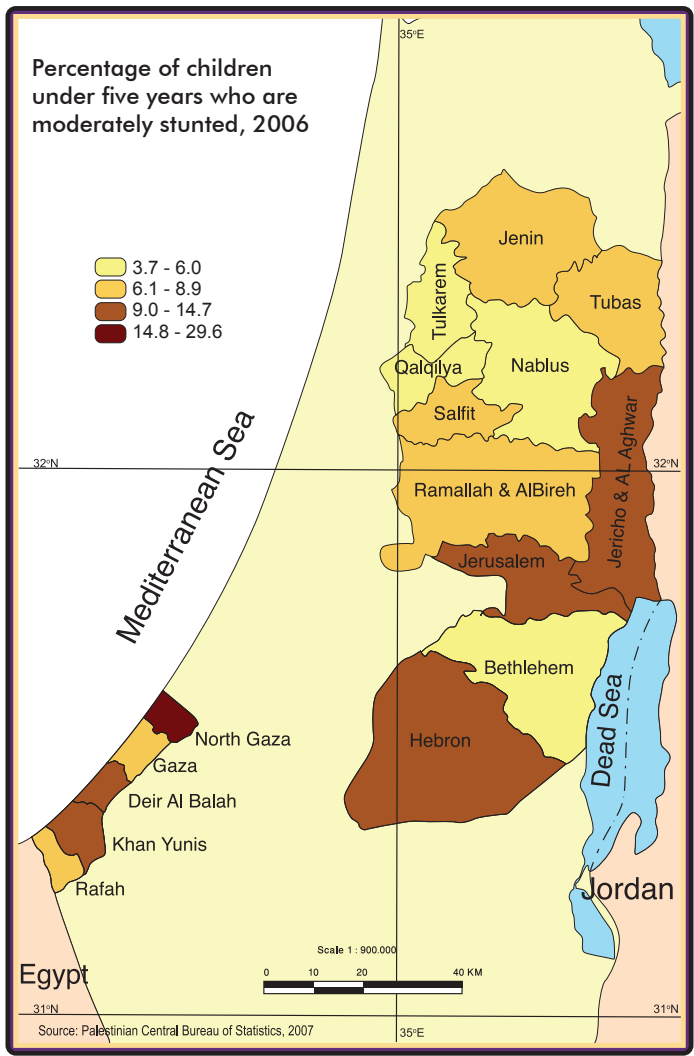 35°E
Percentage of children
under five years who are
moderately stunted, 2006
3.7 - 6.0
6.1 - 8.9
9.0 - 14.7
14.8 - 29.6
Jenin
Tulkarem
Tubas
Qalqilya
Nablus
Salfit
Jericho & AL Aghwar
32°N
32°N
Mediterranean Sea
Ramallah & AlBireh
Jerusalem
Bethlehem
Dead Sea
Hebron
North Gaza
Gaza
Deir Al Balah
Khan Yunis
Rafah
Jordan
Egypt
Scale 1 : 900.000
0 10 20 40 KM
31°N
31°N
Source: Palestinian Central Bureau of Statistics, 2007
35°E